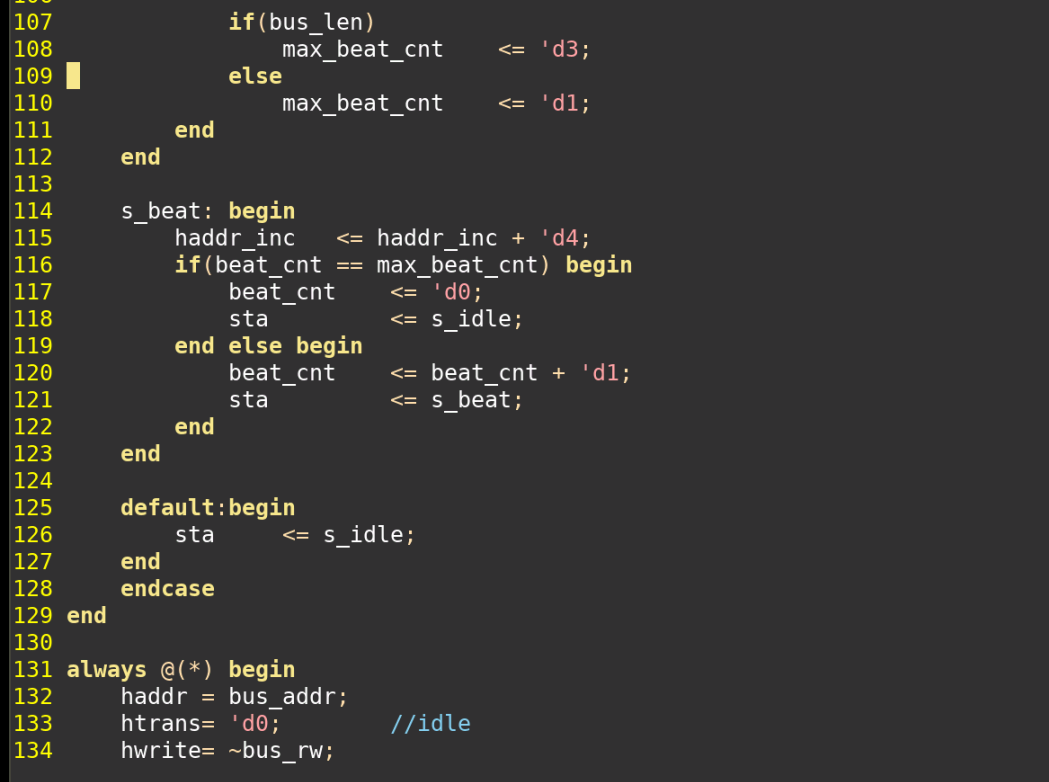 107             if(bus_len)
108                 max_beat_cnt    <= 'd3;
109             else
110                 max_beat_cnt    <= 'd1;
111         end
112     end
113
114     s_beat: begin
115         haddr_inc   <= haddr_inc + 'd4;
116         if(beat_cnt == max_beat_cnt) begin
117             beat_cnt    <= 'd0;
118             sta         <= s_idle;
119         end else begin
120             beat_cnt    <= beat_cnt + 'd1;
121             sta         <= s_beat;
122         end
123     end
124
125     default:begin
126         sta     <= s_idle;
127     end
128     endcase
129 end
130
131 always @(*) begin
132     haddr = bus_addr;
133     htrans= 'd0;        //idle
134     hwrite= ~bus_rw;